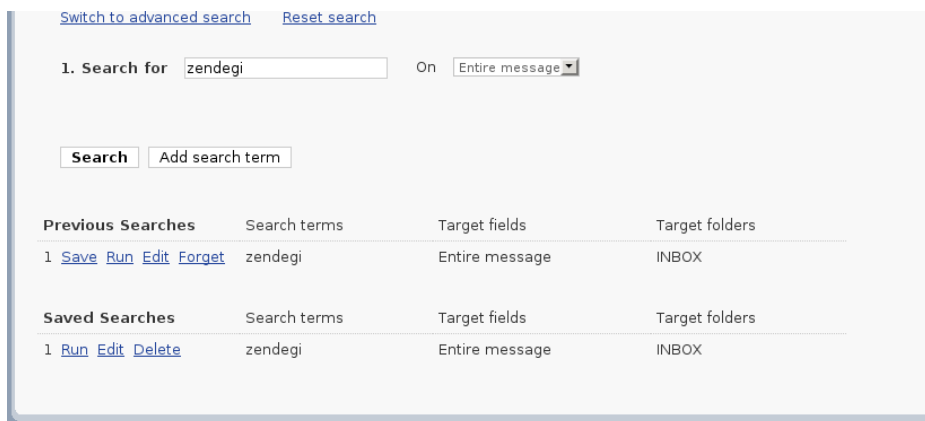 Switch to advanced search Reset search
1. Search for zendegi On Entire message
Search Add search term
Previous Searches Search terms Target fields Target folders
1 Save Run Edit Forget zendegi Entire message INBOX
Saved Searches Search terms Target fields Target folders
1 Run Edit Delete zendegi Entire message INBOX